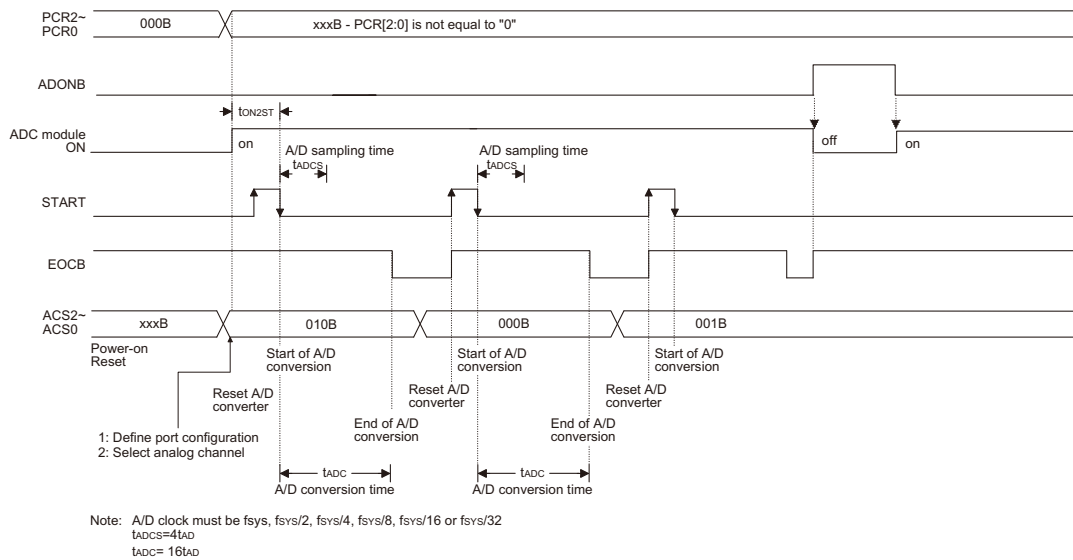 PCR2~
PCR0
000B
xxxB - PCR[2:0] is not equal to "0"
ADONB
tON2ST
ADC module
ON
on
off
on
A/D sampling time
tADCS
A/D sampling time
tADCS
START
EOCB
ACS2~
ACS0
xxxB
010B
000B
001B
Power-on
Reset
Start of A/D
conversion
Start of A/D
conversion
Start of A/D
conversion
Reset A/D
converter
Reset A/D
converter
Reset A/D
converter
End of A/D
conversion
End of A/D
conversion
1: Define port configuration
2: Select analog channel
tADC
A/D conversion time
tADC
A/D conversion time
Note: A/D clock must be fsys, fSYS/2, fSYS/4, fSYS/8, fSYS/16 or fSYS/32
tADCS=4tAD
tADC= 16tAD